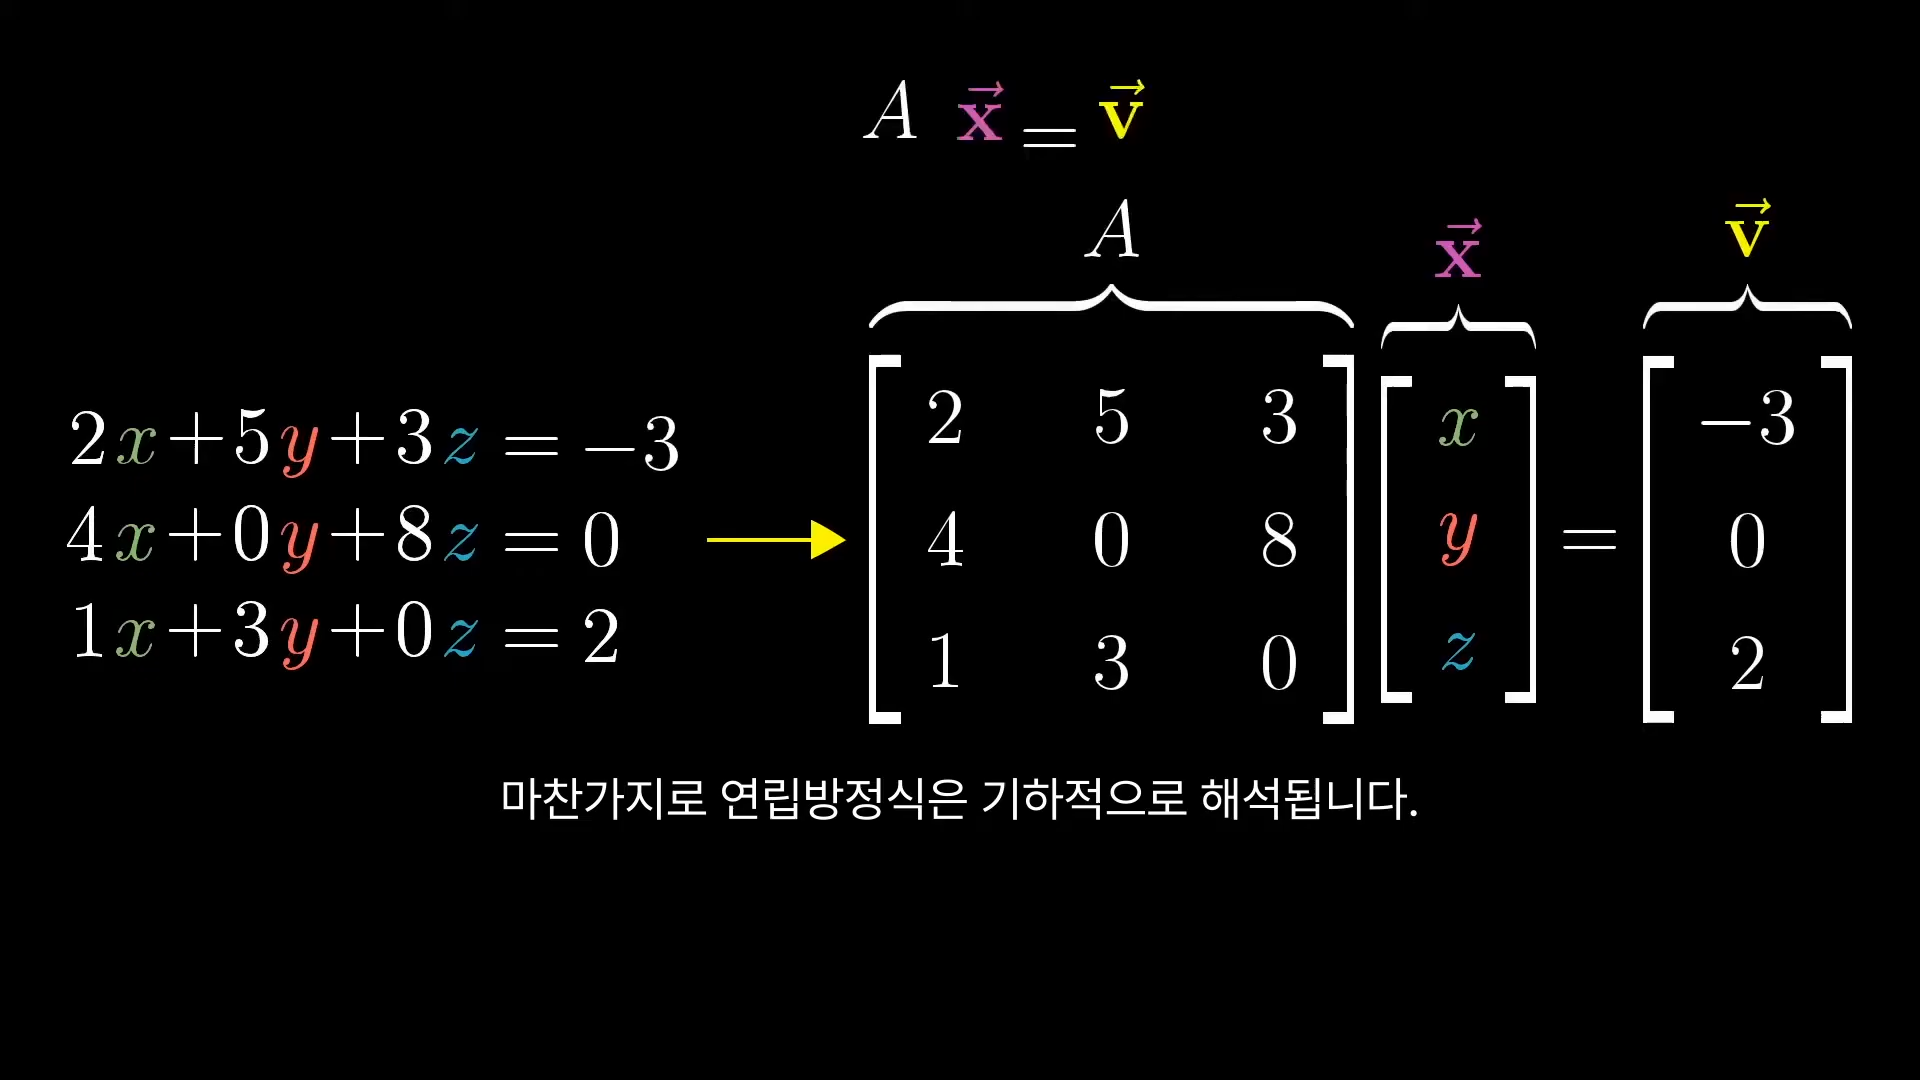 A x⃗ = v⃗
A x⃗ v⃗
2x+5y+3z = −3
4x+0y+8z = 0
1x+3y+0z = 2
[2 5 3] [x] [−3]
[4 0 8] [y] = [0]
[1 3 0] [z] [2]
마찬가지로 연립방정식은 기하적으로 해석됩니다.